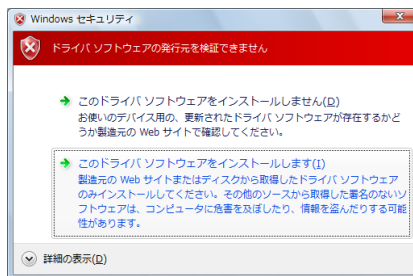 Windows セキュリティ
ドライバ ソフトウェアの発行元を検証できません
このドライバ ソフトウェアをインストールしません(D)
お使いのデバイス用の、更新されたドライバ ソフトウェアが存在するかど
うか製造元の Web サイトで確認してください。
このドライバ ソフトウェアをインストールします(I)
製造元の Web サイトまたはディスクから取得したドライバ ソフトウェア
のみインストールしてください。その他のソースから取得した署名のないソ
フトウェアは、コンピュータに危害を及ぼしたり、情報を盗んだりする可能
性があります。
詳細の表示(D)